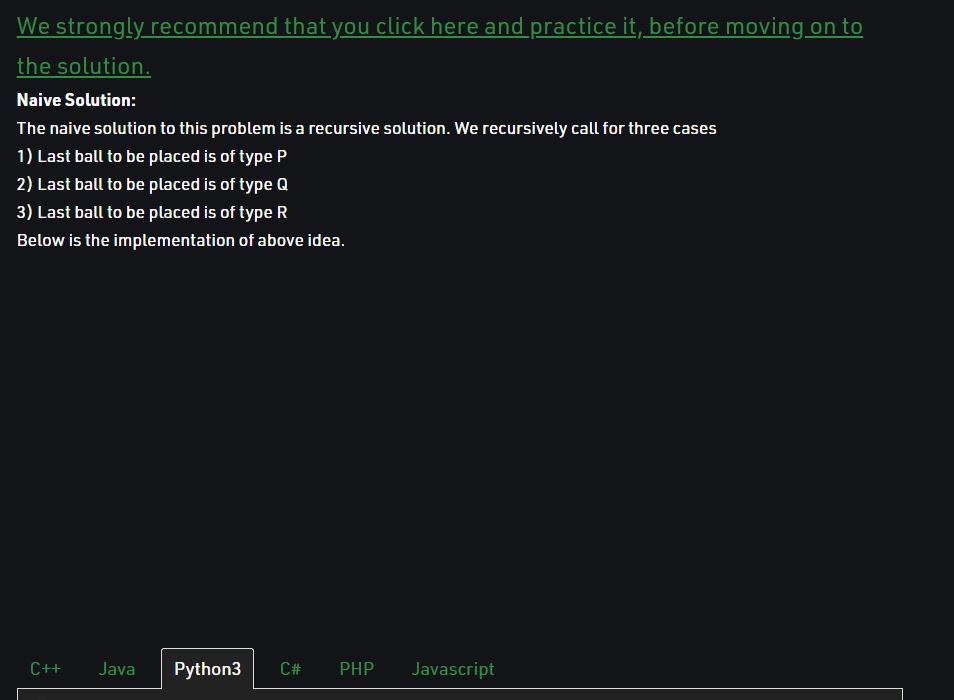 We strongly recommend that you click here and practice it, before moving on to
the solution.
Naive Solution:
The naive solution to this problem is a recursive solution. We recursively call for three cases
1) Last ball to be placed is of type P
2) Last ball to be placed is of type Q
3) Last ball to be placed is of type R
Below is the implementation of above idea.
C++ Java Python3 C# PHP Javascript